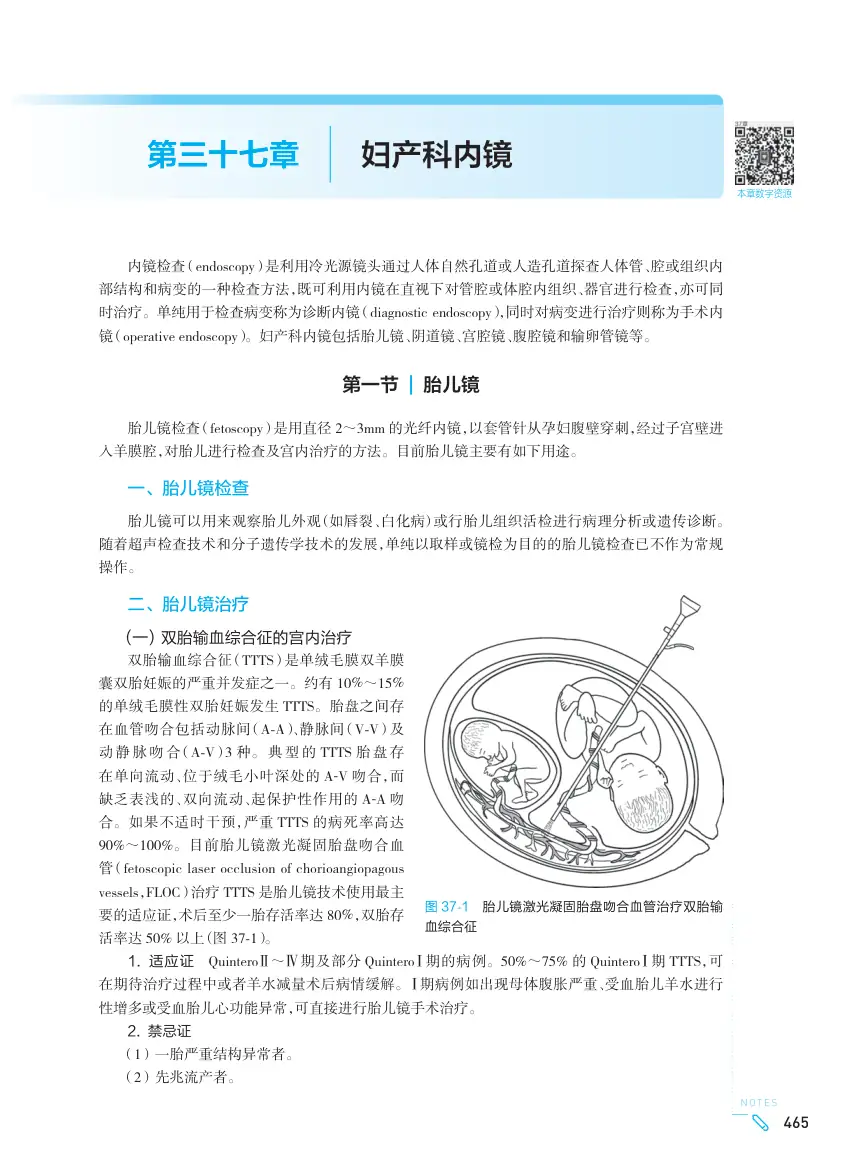 第三十七章 妇产科内镜
本章数字资源
内镜检查（endoscopy）是利用冷光源镜头通过人体自然孔道或人造孔道探查人体管、腔或组织内
部结构和病变的一种检查方法，既可利用内镜在直视下对管腔或体腔内组织、器官进行检查，亦可同
时治疗。单纯用于检查病变称为诊断内镜（diagnostic endoscopy），同时对病变进行治疗则称为手术内
镜（operative endoscopy）。妇产科内镜包括胎儿镜、阴道镜、宫腔镜、腹腔镜和输卵管镜等。
第一节 | 胎儿镜
胎儿镜检查（fetoscopy）是用直径 2～3mm 的光纤内镜，以套管针从孕妇腹壁穿刺，经过子宫壁进
入羊膜腔，对胎儿进行检查及宫内治疗的方法。目前胎儿镜主要有如下用途。
一、胎儿镜检查
胎儿镜可以用来观察胎儿外观（如唇裂、白化病）或行胎儿组织活检进行病理分析或遗传诊断。
随着超声检查技术和分子遗传学技术的发展，单纯以取样或镜检为目的的胎儿镜检查已不作为常规
操作。
二、胎儿镜治疗
（一）双胎输血综合征的宫内治疗
双胎输血综合征（TTTS）是单绒毛膜双羊膜
囊双胎妊娠的严重并发症之一。约有 10%～15%
的单绒毛膜性双胎妊娠发生 TTTS。胎盘之间存
在血管吻合包括动脉间（A-A）、静脉间（V-V）及
动静脉吻合（A-V）3 种。典型的 TTTS 胎盘存
在单向流动、位于绒毛小叶深处的 A-V 吻合，而
缺乏表浅的、双向流动、起保护性作用的 A-A 吻
合。如果不适时干预，严重 TTTS 的病死率高达
90%～100%。目前胎儿镜激光凝固胎盘吻合血
管（fetoscopic laser occlusion of chorioangiopagous
vessels，FLOC）治疗 TTTS 是胎儿镜技术使用最主
要的适应证，术后至少一胎存活率达 80%，双胎存
活率达 50% 以上（图 37-1）。
图 37-1 胎儿镜激光凝固胎盘吻合血管治疗双胎输
血综合征
1. 适应证 QuinteroⅡ～Ⅳ期及部分 QuinteroⅠ期的病例。50%～75% 的 QuinteroⅠ期 TTTS，可
在期待治疗过程中或者羊水减量术后病情缓解。Ⅰ期病例如出现母体腹胀严重、受血胎儿羊水进行
性增多或受血胎儿心功能异常，可直接进行胎儿镜手术治疗。
2. 禁忌证
（1）一胎严重结构异常者。
（2）先兆流产者。
NOTES
465